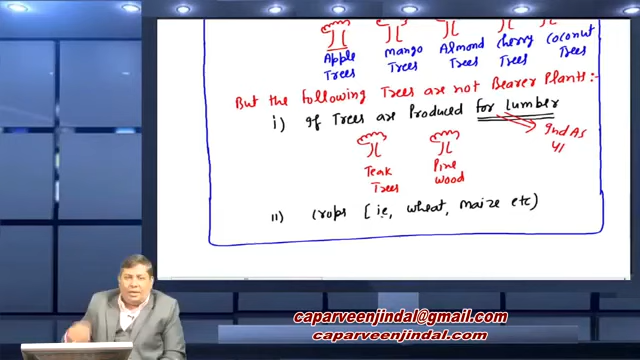 Apple Mango Almond Cherry Coconut
Trees Trees Trees Trees Trees
But the following Trees are not Bearer Plants:-
i) If Trees are Produced for Lumber
Ind As
41
Teak Pine
Trees wood
ii) Crops [i.e, wheat, maize etc)
caparveenjindal@gmail.com
caparveenjindal.com